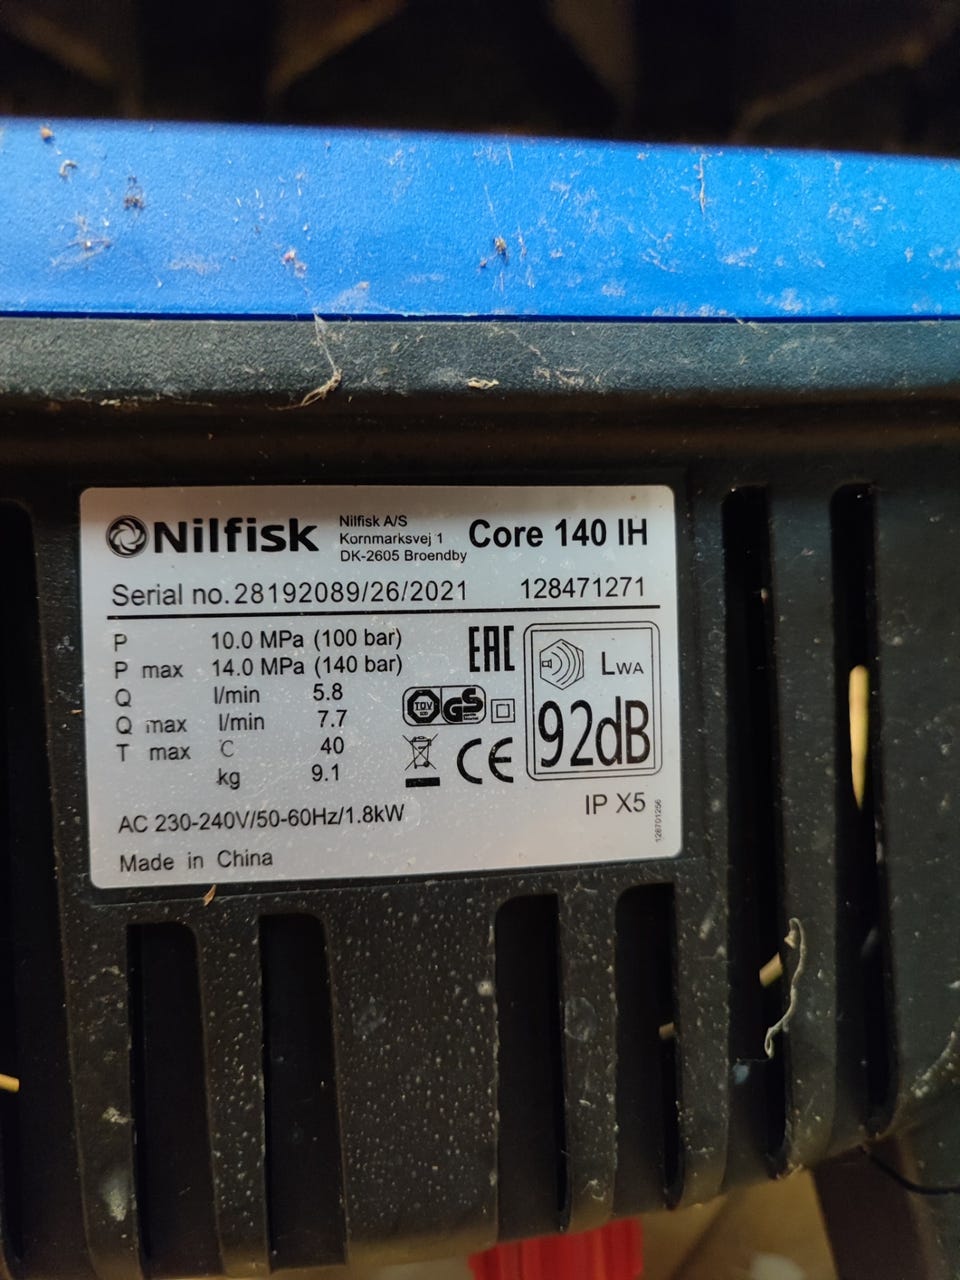 Nilfisk
Nilfisk A/S
Kornmarksvej 1
DK-2605 Broendby
Core 140 IH
Serial no. 28192089/26/2021 128471271
P 10.0 MPa (100 bar)
P max 14.0 MPa (140 bar)
Q l/min 5.8
Q max l/min 7.7
T max C 40
kg 9.1
EAC
LWA
92dB
TÜV
GS
CE
AC 230-240V/50-60Hz/1.8kW
IP X5
Made in China